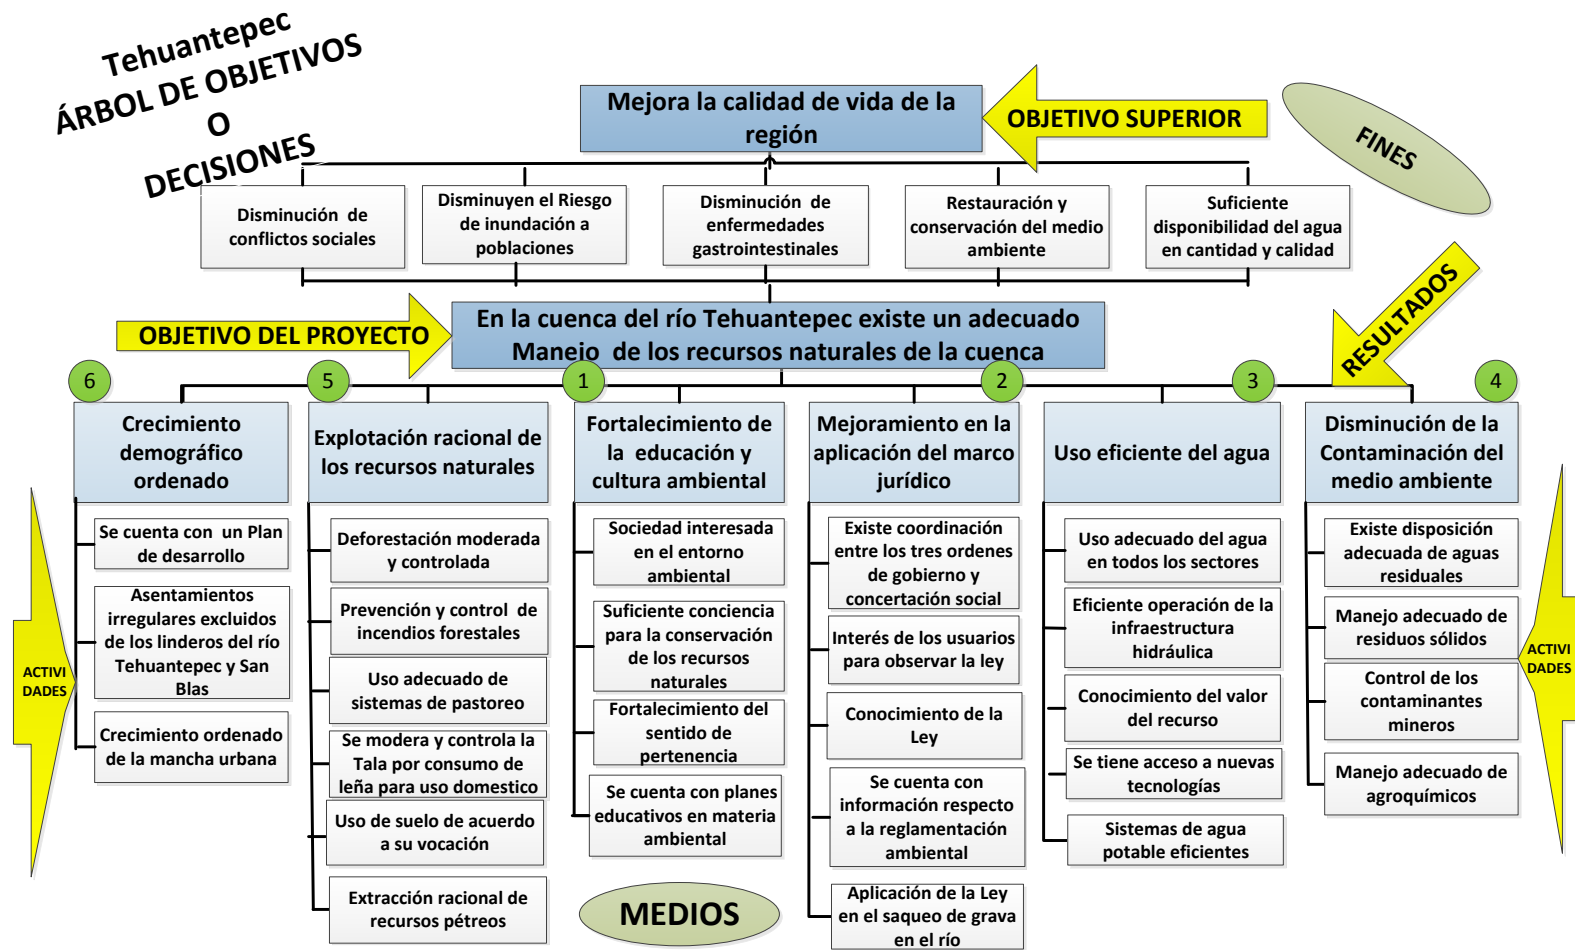 Tehuantepec
ÁRBOL DE OBJETIVOS
O
DECISIONES
Mejora la calidad de vida de la
región
OBJETIVO SUPERIOR
FINES
Disminución de
conflictos sociales
Disminuyen el Riesgo
de inundación a
poblaciones
Disminución de
enfermedades
gastrointestinales
Restauración y
conservación del medio
ambiente
Suficiente
disponibilidad del agua
en cantidad y calidad
OBJETIVO DEL PROYECTO
En la cuenca del río Tehuantepec existe un adecuado
Manejo de los recursos naturales de la cuenca
RESULTADOS
6
Crecimiento
demográfico
ordenado
Se cuenta con un Plan
de desarrollo
Asentamientos
irregulares excluidos
de los linderos del río
Tehuantepec y San
Blas
Crecimiento ordenado
de la mancha urbana
5
Explotación racional de
los recursos naturales
Deforestación moderada
y controlada
Prevención y control de
incendios forestales
Uso adecuado de
sistemas de pastoreo
Se modera y controla la
Tala por consumo de
leña para uso domestico
Uso de suelo de acuerdo
a su vocación
Extracción racional de
recursos pétreos
1
Fortalecimiento de
la educación y
cultura ambiental
Sociedad interesada
en el entorno
ambiental
Suficiente conciencia
para la conservación
de los recursos
naturales
Fortalecimiento del
sentido de
pertenencia
Se cuenta con planes
educativos en materia
ambiental
2
Mejoramiento en la
aplicación del marco
jurídico
Existe coordinación
entre los tres ordenes
de gobierno y
concertación social
Interés de los usuarios
para observar la ley
Conocimiento de la
Ley
Se cuenta con
información respecto
a la reglamentación
ambiental
Aplicación de la Ley
en el saqueo de grava
en el río
3
Uso eficiente del agua
Uso adecuado del agua
en todos los sectores
Eficiente operación de la
infraestructura
hidráulica
Conocimiento del valor
del recurso
Se tiene acceso a nuevas
tecnologías
Sistemas de agua
potable eficientes
4
Disminución de la
Contaminación del
medio ambiente
Existe disposición
adecuada de aguas
residuales
Manejo adecuado de
residuos sólidos
Control de los
contaminantes
mineros
Manejo adecuado de
agroquímicos
ACTIVI
DADES
ACTIVI
DADES
MEDIOS